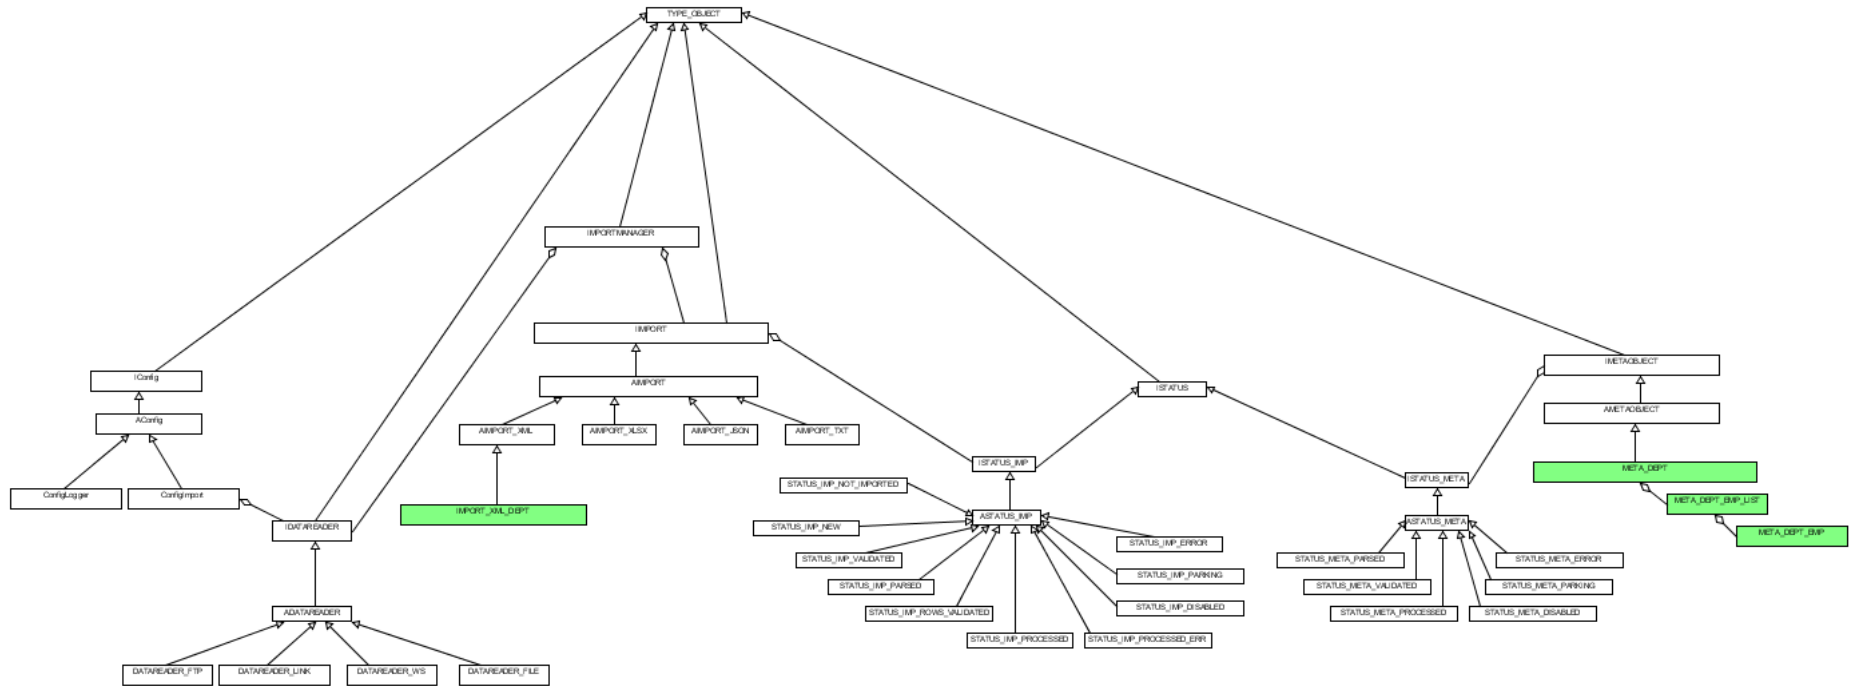 TYPE_OBJECT
IMPORTMANAGER
IIMPORT
AIMPORT
AIMPORT_XML
AIMPORT_XLSX
AIMPORT_JSON
AIMPORT_TXT
IMPORT_XML_DEPT
IConfig
AConfig
ConfigLogger
ConfigImport
IDATAREADER
ADATAREADER
DATAREADER_FTP
DATAREADER_LINK
DATAREADER_WS
DATAREADER_FILE
ISTATUS
ISTATUS_IMP
STATUS_IMP_NOT_IMPORTED
ASTATUS_IMP
STATUS_IMP_NEW
STATUS_IMP_ERROR
STATUS_IMP_VALIDATED
STATUS_IMP_PARKING
STATUS_IMP_PARSED
STATUS_IMP_DISABLED
STATUS_IMP_ROWS_VALIDATED
STATUS_IMP_PROCESSED
STATUS_IMP_PROCESSED_ERR
ISTATUS_META
ASTATUS_META
STATUS_META_PARSED
STATUS_META_ERROR
STATUS_META_VALIDATED
STATUS_META_PARKING
STATUS_META_PROCESSED
STATUS_META_DISABLED
IMETAOBJECT
AMETAOBJECT
META_DEPT
META_DEPT_EMP_LIST
META_DEPT_EMP